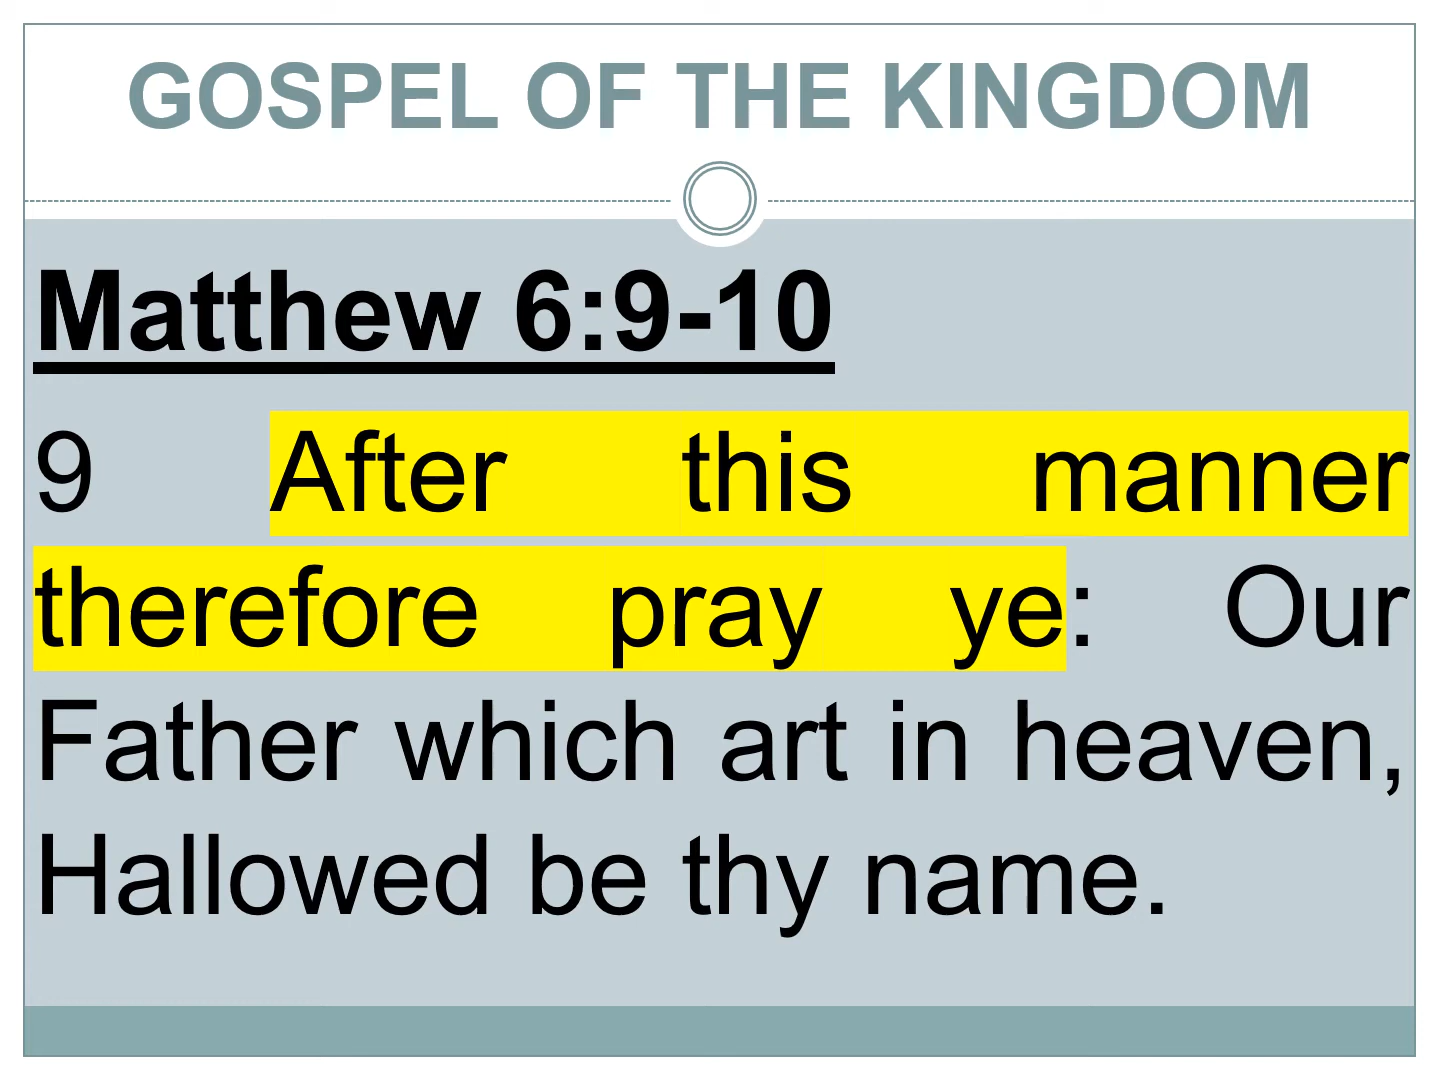 GOSPEL OF THE KINGDOM
Matthew 6:9-10
9 After this manner
therefore pray ye: Our
Father which art in heaven,
Hallowed be thy name.